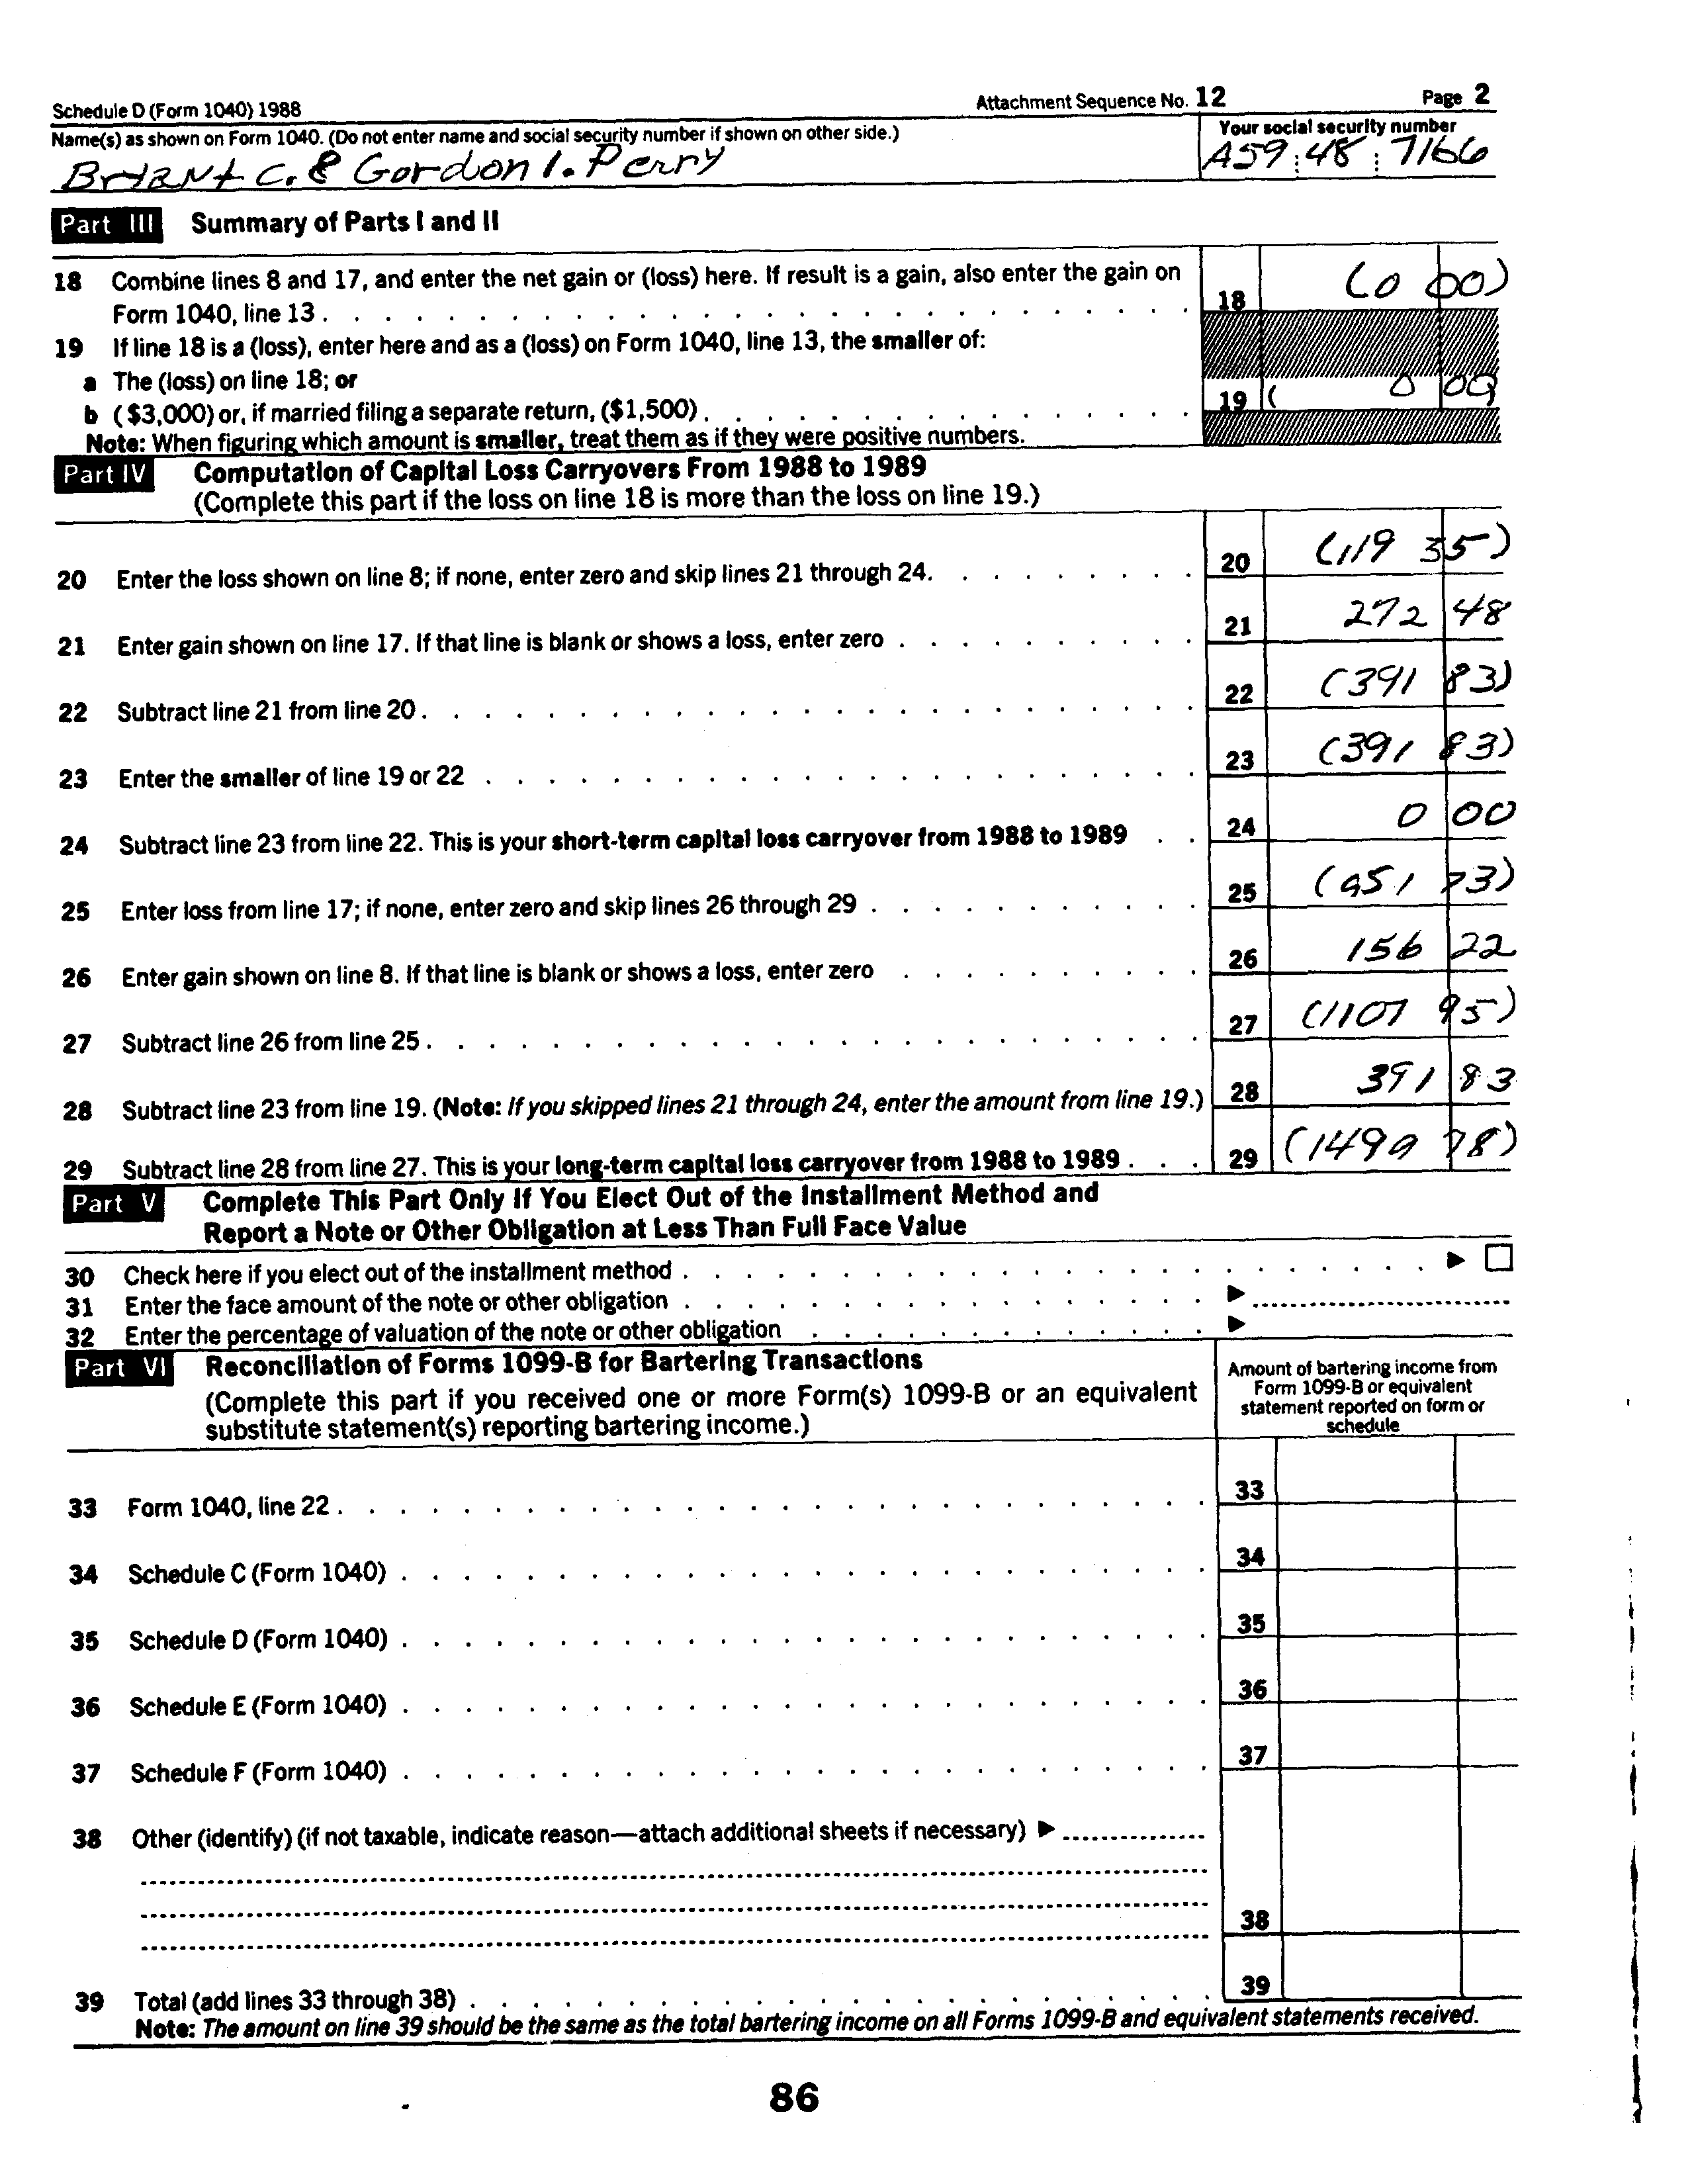 Schedule D (Form 1040) 1988 Attachment Sequence No. 12 Page 2
Name(s) as shown on Form 1040. (Do not enter name and social security number if shown on other side.) Your social security number
C. & Gordon I. Perry A59 48 7166
Part III Summary of Parts I and II
18 Combine lines 8 and 17, and enter the net gain or (loss) here. If result is a gain, also enter the gain on
Form 1040, line 13 . 18 (0 00)
19 If line 18 is a (loss), enter here and as a (loss) on Form 1040, line 13, the smaller of:
a The (loss) on line 18; or
b ($3,000) or, if married filing a separate return, ($1,500) . 19 ( 0 00)
Note: When figuring which amount is smaller, treat them as if they were positive numbers.
Part IV Computation of Capital Loss Carryovers From 1988 to 1989
(Complete this part if the loss on line 18 is more than the loss on line 19.)
20 Enter the loss shown on line 8; if none, enter zero and skip lines 21 through 24. 20 (119 35)
21 Enter gain shown on line 17. If that line is blank or shows a loss, enter zero . 21 272 48
22 Subtract line 21 from line 20 . 22 (391 83)
23 Enter the smaller of line 19 or 22 . 23 (391 83)
24 Subtract line 23 from line 22. This is your short-term capital loss carryover from 1988 to 1989 . 24 0 00
25 Enter loss from line 17; if none, enter zero and skip lines 26 through 29 . 25 (951 73)
26 Enter gain shown on line 8. If that line is blank or shows a loss, enter zero . 26 156 22
27 Subtract line 26 from line 25 . 27 (1107 95)
28 Subtract line 23 from line 19. (Note: If you skipped lines 21 through 24, enter the amount from line 19.) 28 391 83
29 Subtract line 28 from line 27. This is your long-term capital loss carryover from 1988 to 1989 . 29 (1499 78)
Part V Complete This Part Only If You Elect Out of the Installment Method and
Report a Note or Other Obligation at Less Than Full Face Value
30 Check here if you elect out of the installment method . ▶ ☐
31 Enter the face amount of the note or other obligation . ▶
32 Enter the percentage of valuation of the note or other obligation . ▶
Part VI Reconciliation of Forms 1099-B for Bartering Transactions
(Complete this part if you received one or more Form(s) 1099-B or an equivalent
substitute statement(s) reporting bartering income.)
Amount of bartering income from
Form 1099-B or equivalent
statement reported on form or
schedule
33 Form 1040, line 22 . 33
34 Schedule C (Form 1040) . 34
35 Schedule D (Form 1040) . 35
36 Schedule E (Form 1040) . 36
37 Schedule F (Form 1040) . 37
38 Other (identify) (if not taxable, indicate reason—attach additional sheets if necessary) ▶
38
39 Total (add lines 33 through 38) . 39
Note: The amount on line 39 should be the same as the total bartering income on all Forms 1099-B and equivalent statements received.
86